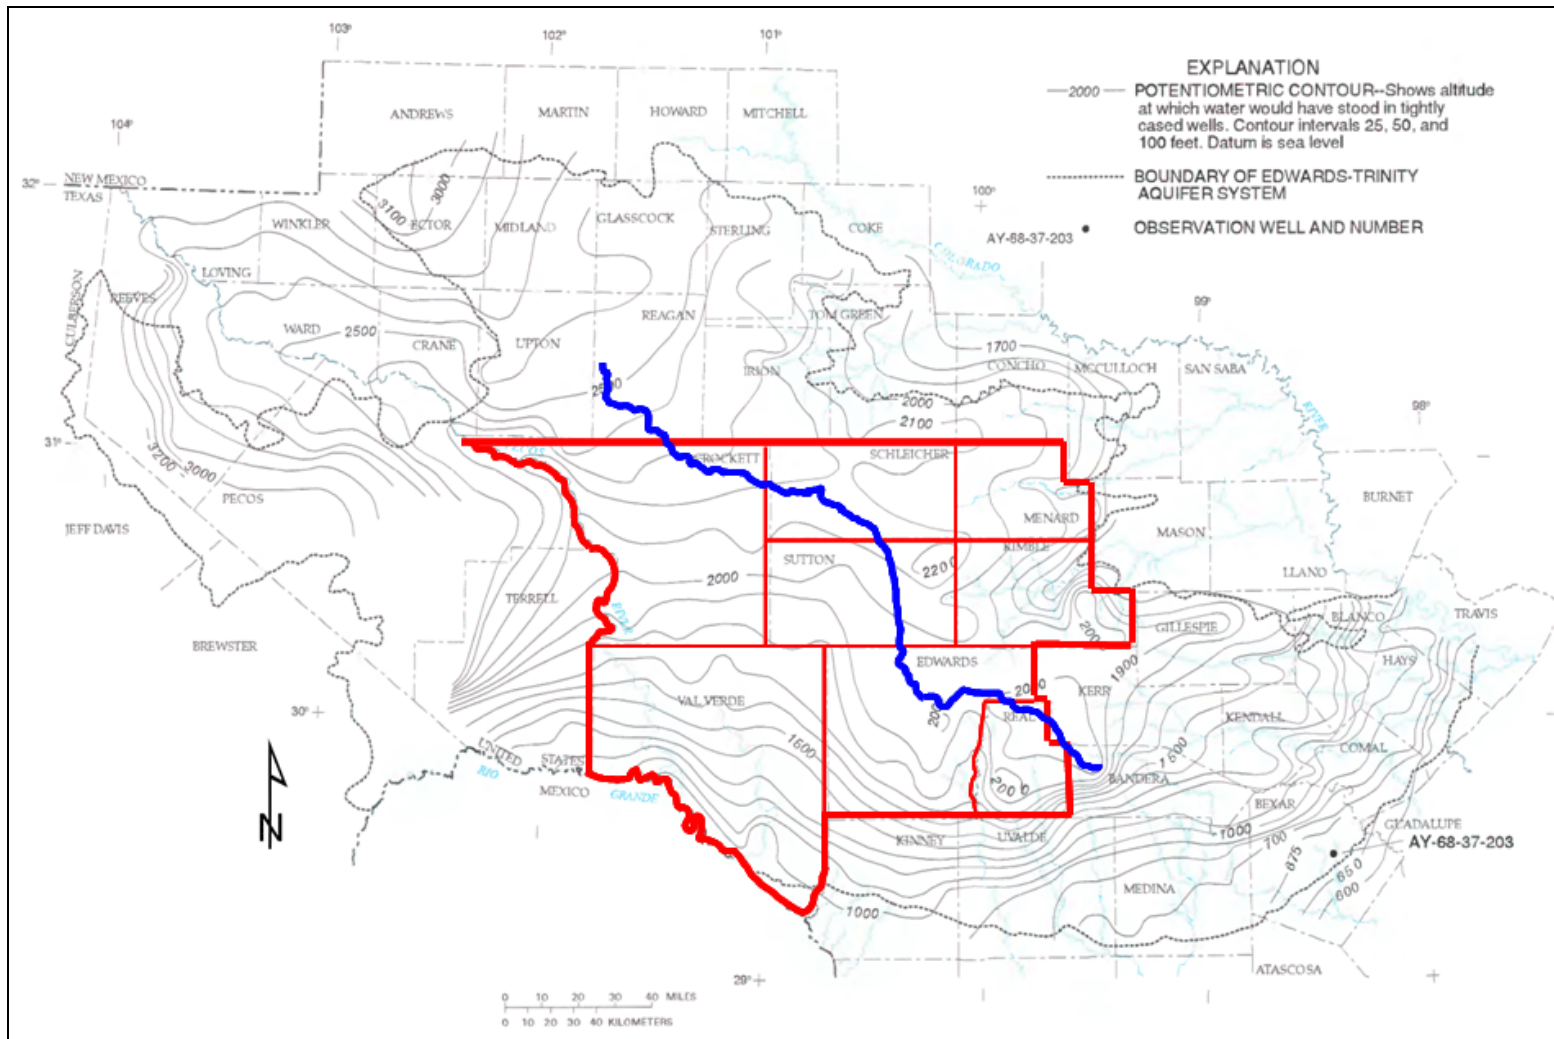 103°
102°
101°
EXPLANATION
—2000— POTENTIOMETRIC CONTOUR--Shows altitude
at which water would have stood in tightly
cased wells. Contour intervals 25, 50, and
100 feet. Datum is sea level
BOUNDARY OF EDWARDS-TRINITY
AQUIFER SYSTEM
AY-68-37-203
OBSERVATION WELL AND NUMBER
ANDREWS
MARTIN
HOWARD
MITCHELL
104°
32°
NEW MEXICO
TEXAS
100°
3000
3100
ECTOR
WINKLER
MIDLAND
GLASSCOCK
STERLING
COKE
COLORADO
LOVING
REEVES
CULBERSON
99°
WARD
2500
CRANE
UPTON
REAGAN
TOM GREEN
IRION
1700
CONCHO
MCCULLOCH
SAN SABA
RIVER
98°
2000
2100
31°
3200
3000
PECOS
PECOS
CROCKETT
SCHLEICHER
MENARD
MASON
BURNET
JEFF DAVIS
KIMBLE
SUTTON
2200
2000
LLANO
TERRELL
RIVER
BLANCO
TRAVIS
GILLESPIE
BREWSTER
EDWARDS
HAYS
1900
KERR
2000
VAL VERDE
REAL
KENDALL
30°
1500
COMAL
UNITED
STATES
MEXICO
RIO
GRANDE
2000
BANDERA
1500
BEXAR
GUADALUPE
KINNEY
UVALDE
1000
700
675
AY-68-37-203
650
600
MEDINA
1000
ATASCOSA
29°
N
0 10 20 30 40 MILES
0 10 20 30 40 KILOMETERS